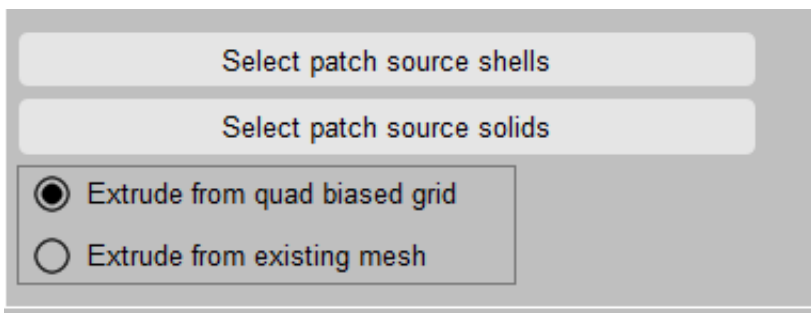 Select patch source shells
Select patch source solids
Extrude from quad biased grid
Extrude from existing mesh